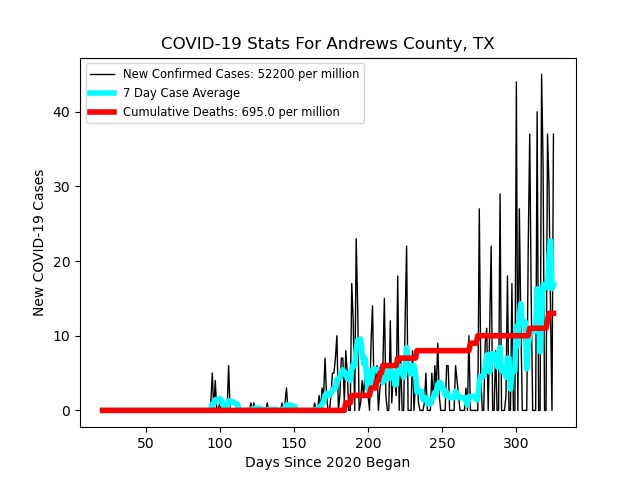 COVID-19 Stats For Andrews County, TX
New Confirmed Cases: 52200 per million
7 Day Case Average
Cumulative Deaths: 695.0 per million
New COVID-19 Cases
40
30
20
10
0
50 100 150 200 250 300
Days Since 2020 Began